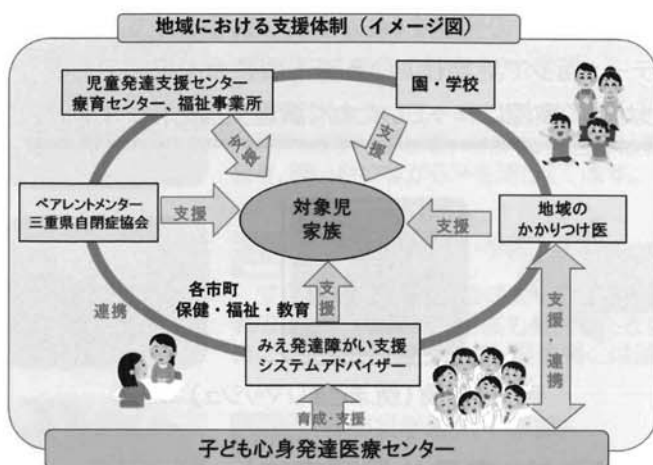 地域における支援体制（イメージ図）
児童発達支援センター
療育センター、福祉事業所
園・学校
支援
支援
ペアレントメンター
三重県自閉症協会
支援
対象児
家族
支援
地域の
かかりつけ医
各市町
保健・福祉・教育
支援
連携
みえ発達障がい支援
システムアドバイザー
支援・連携
育成・支援
子ども心身発達医療センター